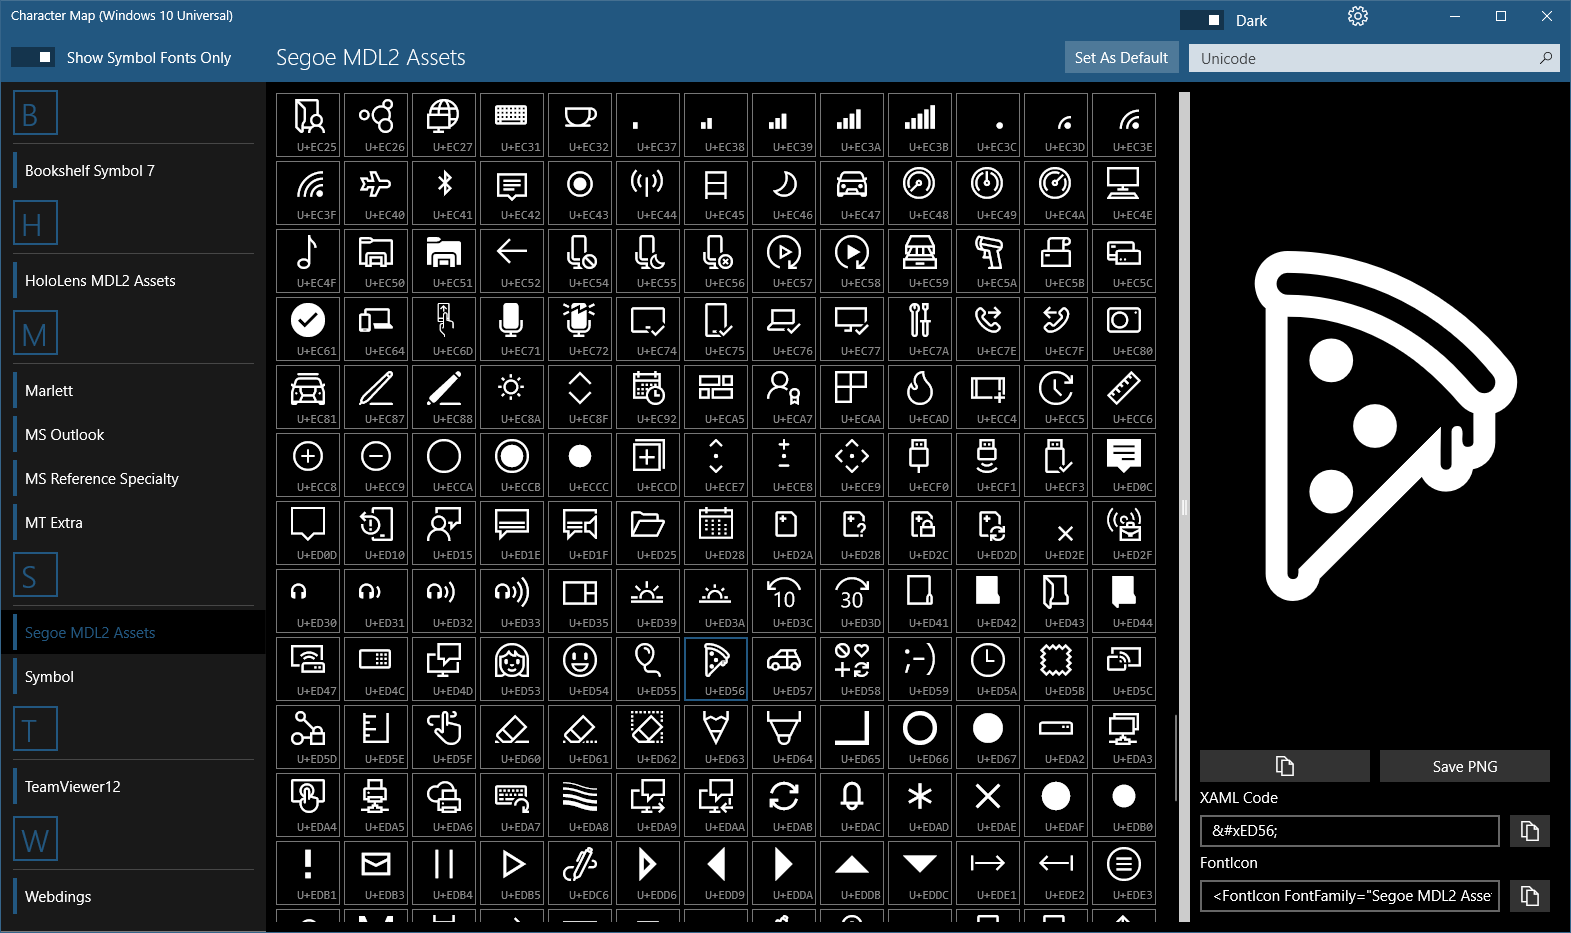 Character Map (Windows 10 Universal)
Dark
Show Symbol Fonts Only
Segoe MDL2 Assets
Set As Default
Unicode
B
Bookshelf Symbol 7
H
HoloLens MDL2 Assets
M
Marlett
MS Outlook
MS Reference Specialty
MT Extra
S
Segoe MDL2 Assets
Symbol
T
TeamViewer12
W
Webdings
U+EC25 U+EC26 U+EC27 U+EC31 U+EC32 U+EC37 U+EC38 U+EC39 U+EC3A U+EC3B U+EC3C U+EC3D U+EC3E
U+EC3F U+EC40 U+EC41 U+EC42 U+EC43 U+EC44 U+EC45 U+EC46 U+EC47 U+EC48 U+EC49 U+EC4A U+EC4E
U+EC4F U+EC50 U+EC51 U+EC52 U+EC54 U+EC55 U+EC56 U+EC57 U+EC58 U+EC59 U+EC5A U+EC5B U+EC5C
U+EC61 U+EC64 U+EC6D U+EC71 U+EC72 U+EC74 U+EC75 U+EC76 U+EC77 U+EC7A U+EC7E U+EC7F U+EC80
U+EC81 U+EC87 U+EC88 U+EC8A U+EC8F U+EC92 U+ECA5 U+ECA7 U+ECAA U+ECAD U+ECC4 U+ECC5 U+ECC6
U+ECC8 U+ECC9 U+ECCA U+ECCB U+ECCC U+ECCD U+ECE7 U+ECE8 U+ECE9 U+ECF0 U+ECF1 U+ECF3 U+ED0C
U+ED0D U+ED10 U+ED15 U+ED1E U+ED1F U+ED25 U+ED28 U+ED2A U+ED2B U+ED2C U+ED2D U+ED2E U+ED2F
10 30
U+ED30 U+ED31 U+ED32 U+ED33 U+ED35 U+ED39 U+ED3A U+ED3C U+ED3D U+ED41 U+ED42 U+ED43 U+ED44
;-)
U+ED47 U+ED4C U+ED4D U+ED53 U+ED54 U+ED55 U+ED56 U+ED57 U+ED58 U+ED59 U+ED5A U+ED5B U+ED5C
U+ED5D U+ED5E U+ED5F U+ED60 U+ED61 U+ED62 U+ED63 U+ED64 U+ED65 U+ED66 U+ED67 U+EDA2 U+EDA3
U+EDA4 U+EDA5 U+EDA6 U+EDA7 U+EDA8 U+EDA9 U+EDAA U+EDAB U+EDAC U+EDAD U+EDAE U+EDAF U+EDB0
U+EDB1 U+EDB3 U+EDB4 U+EDB5 U+EDC6 U+EDD6 U+EDD9 U+EDDA U+EDDB U+EDDC U+EDE1 U+EDE2 U+EDE3
Save PNG
XAML Code
&#xED56;
FontIcon
<FontIcon FontFamily="Segoe MDL2 Asse